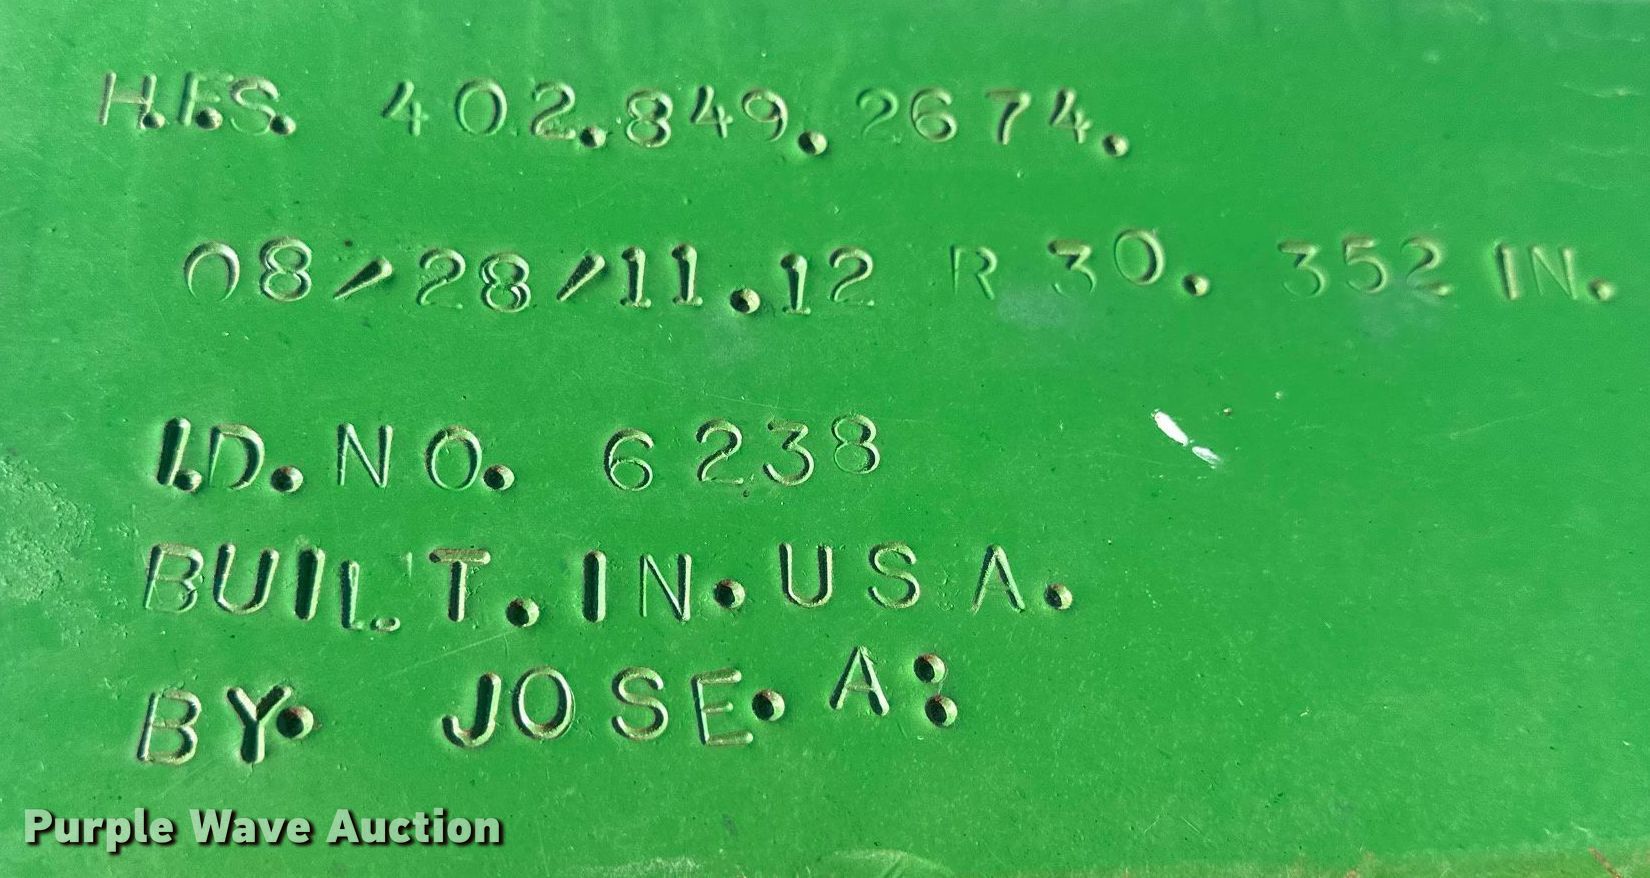 H.F.S. 402.849.2674.
08/28/11.12 R 30. 352 IN.
I.D. NO. 6238
BUIL'T. IN. USA.
BY. JOSE. A:
Purple Wave Auction